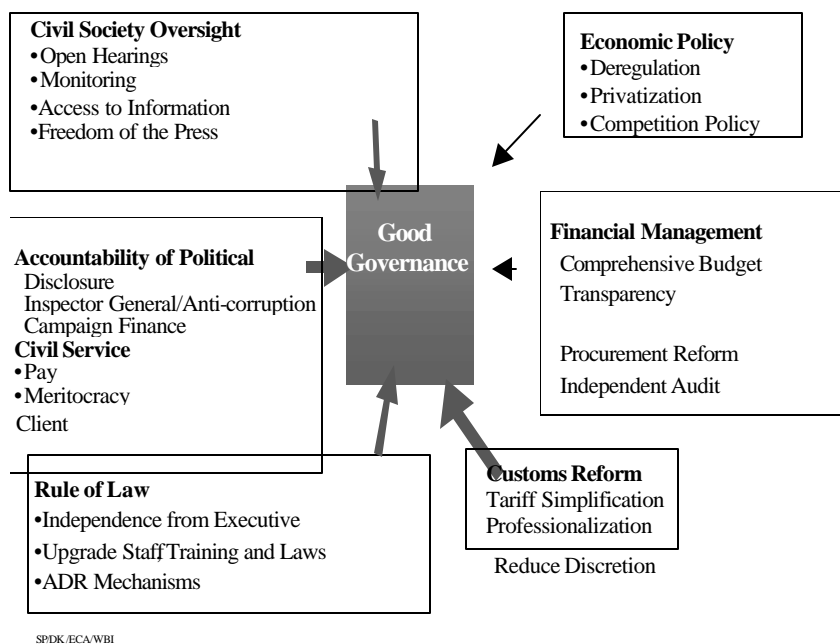 Civil Society Oversight
•Open Hearings
•Monitoring
•Access to Information
•Freedom of the Press
Economic Policy
•Deregulation
•Privatization
•Competition Policy
Good
Governance
Accountability of Political
Disclosure
Inspector General/Anti-corruption
Campaign Finance
Civil Service
•Pay
•Meritocracy
Client
Financial Management
Comprehensive Budget
Transparency
Procurement Reform
Independent Audit
Rule of Law
•Independence from Executive
•Upgrade Staff,Training and Laws
•ADR Mechanisms
Customs Reform
Tariff Simplification
Professionalization
Reduce Discretion
SP/DK/ECA/WBI